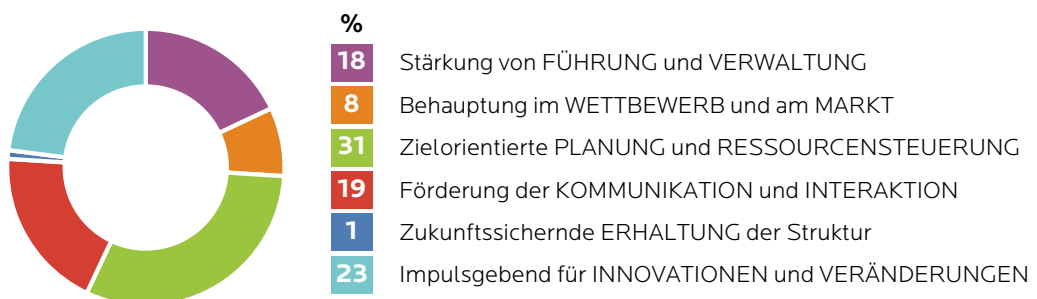 %
18 Stärkung von FÜHRUNG und VERWALTUNG
8 Behauptung im WETTBEWERB und am MARKT
31 Zielorientierte PLANUNG und RESSOURCENSTEUERUNG
19 Förderung der KOMMUNIKATION und INTERAKTION
1 Zukunftssichernde ERHALTUNG der Struktur
23 Impulsgebend für INNOVATIONEN und VERÄNDERUNGEN